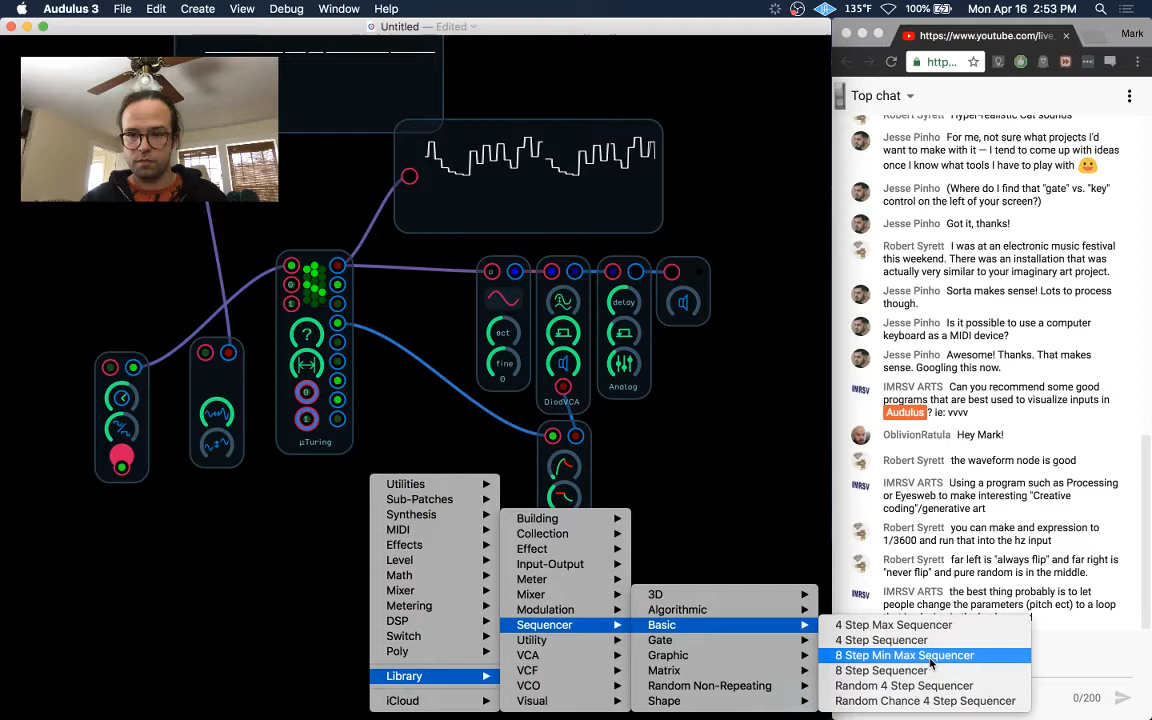 Audulus 3 File Edit Create View Debug Window Help
135°F 100% Mon Apr 16 2:53 PM
Untitled — Edited
https://www.youtube.com/live_
Mark
http...
Top chat
Robert Syrett Hyper-realistic Cat sounds
Jesse Pinho For me, not sure what projects I'd
want to make with it — I tend to come up with ideas
once I know what tools I have to play with
Jesse Pinho (Where do I find that "gate" vs. "key"
control on the left of your screen?)
Jesse Pinho Got it, thanks!
Robert Syrett I was at an electronic music festival
this weekend. There was an installation that was
actually very similar to your imaginary art project.
Jesse Pinho Sorta makes sense! Lots to process
though.
Jesse Pinho Is it possible to use a computer
keyboard as a MIDI device?
Jesse Pinho Awesome! Thanks. That makes
sense. Googling this now.
IMRSV ARTS Can you recommend some good
programs that are best used to visualize inputs in
Audulus ? ie: vvvv
OblivionRatula Hey Mark!
Robert Syrett the waveform node is good
IMRSV ARTS Using a program such as Processing
or Eyesweb to make interesting "Creative
coding"/generative art
Robert Syrett you can make and expression to
1/3600 and run that into the hz input
Robert Syrett far left is "always flip" and far right is
"never flip" and pure random is in the middle.
IMRSV ARTS the best thing probably is to let
people change the parameters (pitch ect) to a loop
0/200
0
1
?
0
1
µTuring
0
oct
fine
0
DiodVCA
delay
Analog
Utilities
Sub-Patches
Synthesis
MIDI
Effects
Level
Math
Mixer
Metering
DSP
Switch
Poly
Library
iCloud
Building
Collection
Effect
Input-Output
Meter
Mixer
Modulation
Sequencer
Utility
VCA
VCF
VCO
Visual
3D
Algorithmic
Basic
Gate
Graphic
Matrix
Random Non-Repeating
Shape
4 Step Max Sequencer
4 Step Sequencer
8 Step Min Max Sequencer
8 Step Sequencer
Random 4 Step Sequencer
Random Chance 4 Step Sequencer
IMRSV
IMRSV
IMRSV